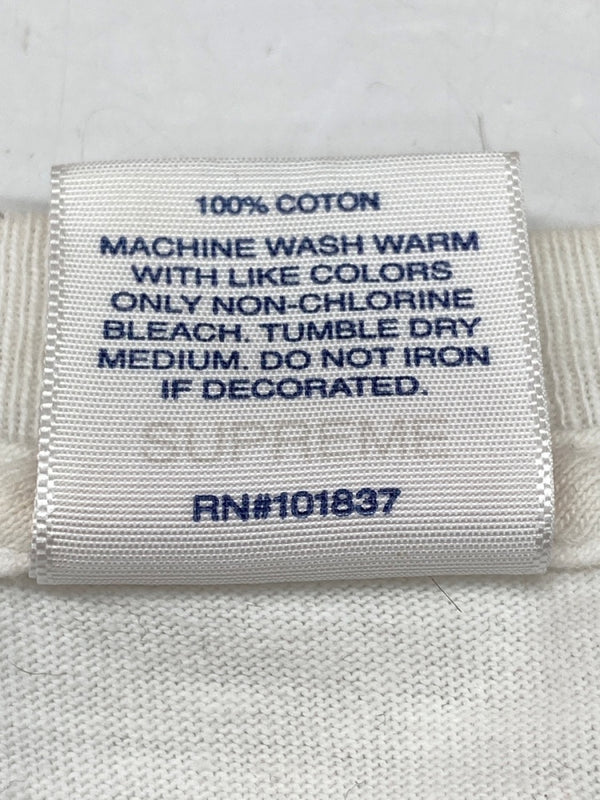 100% COTON
MACHINE WASH WARM
WITH LIKE COLORS
ONLY NON-CHLORINE
BLEACH. TUMBLE DRY
MEDIUM. DO NOT IRON
IF DECORATED.
SUPREME
RN#101837